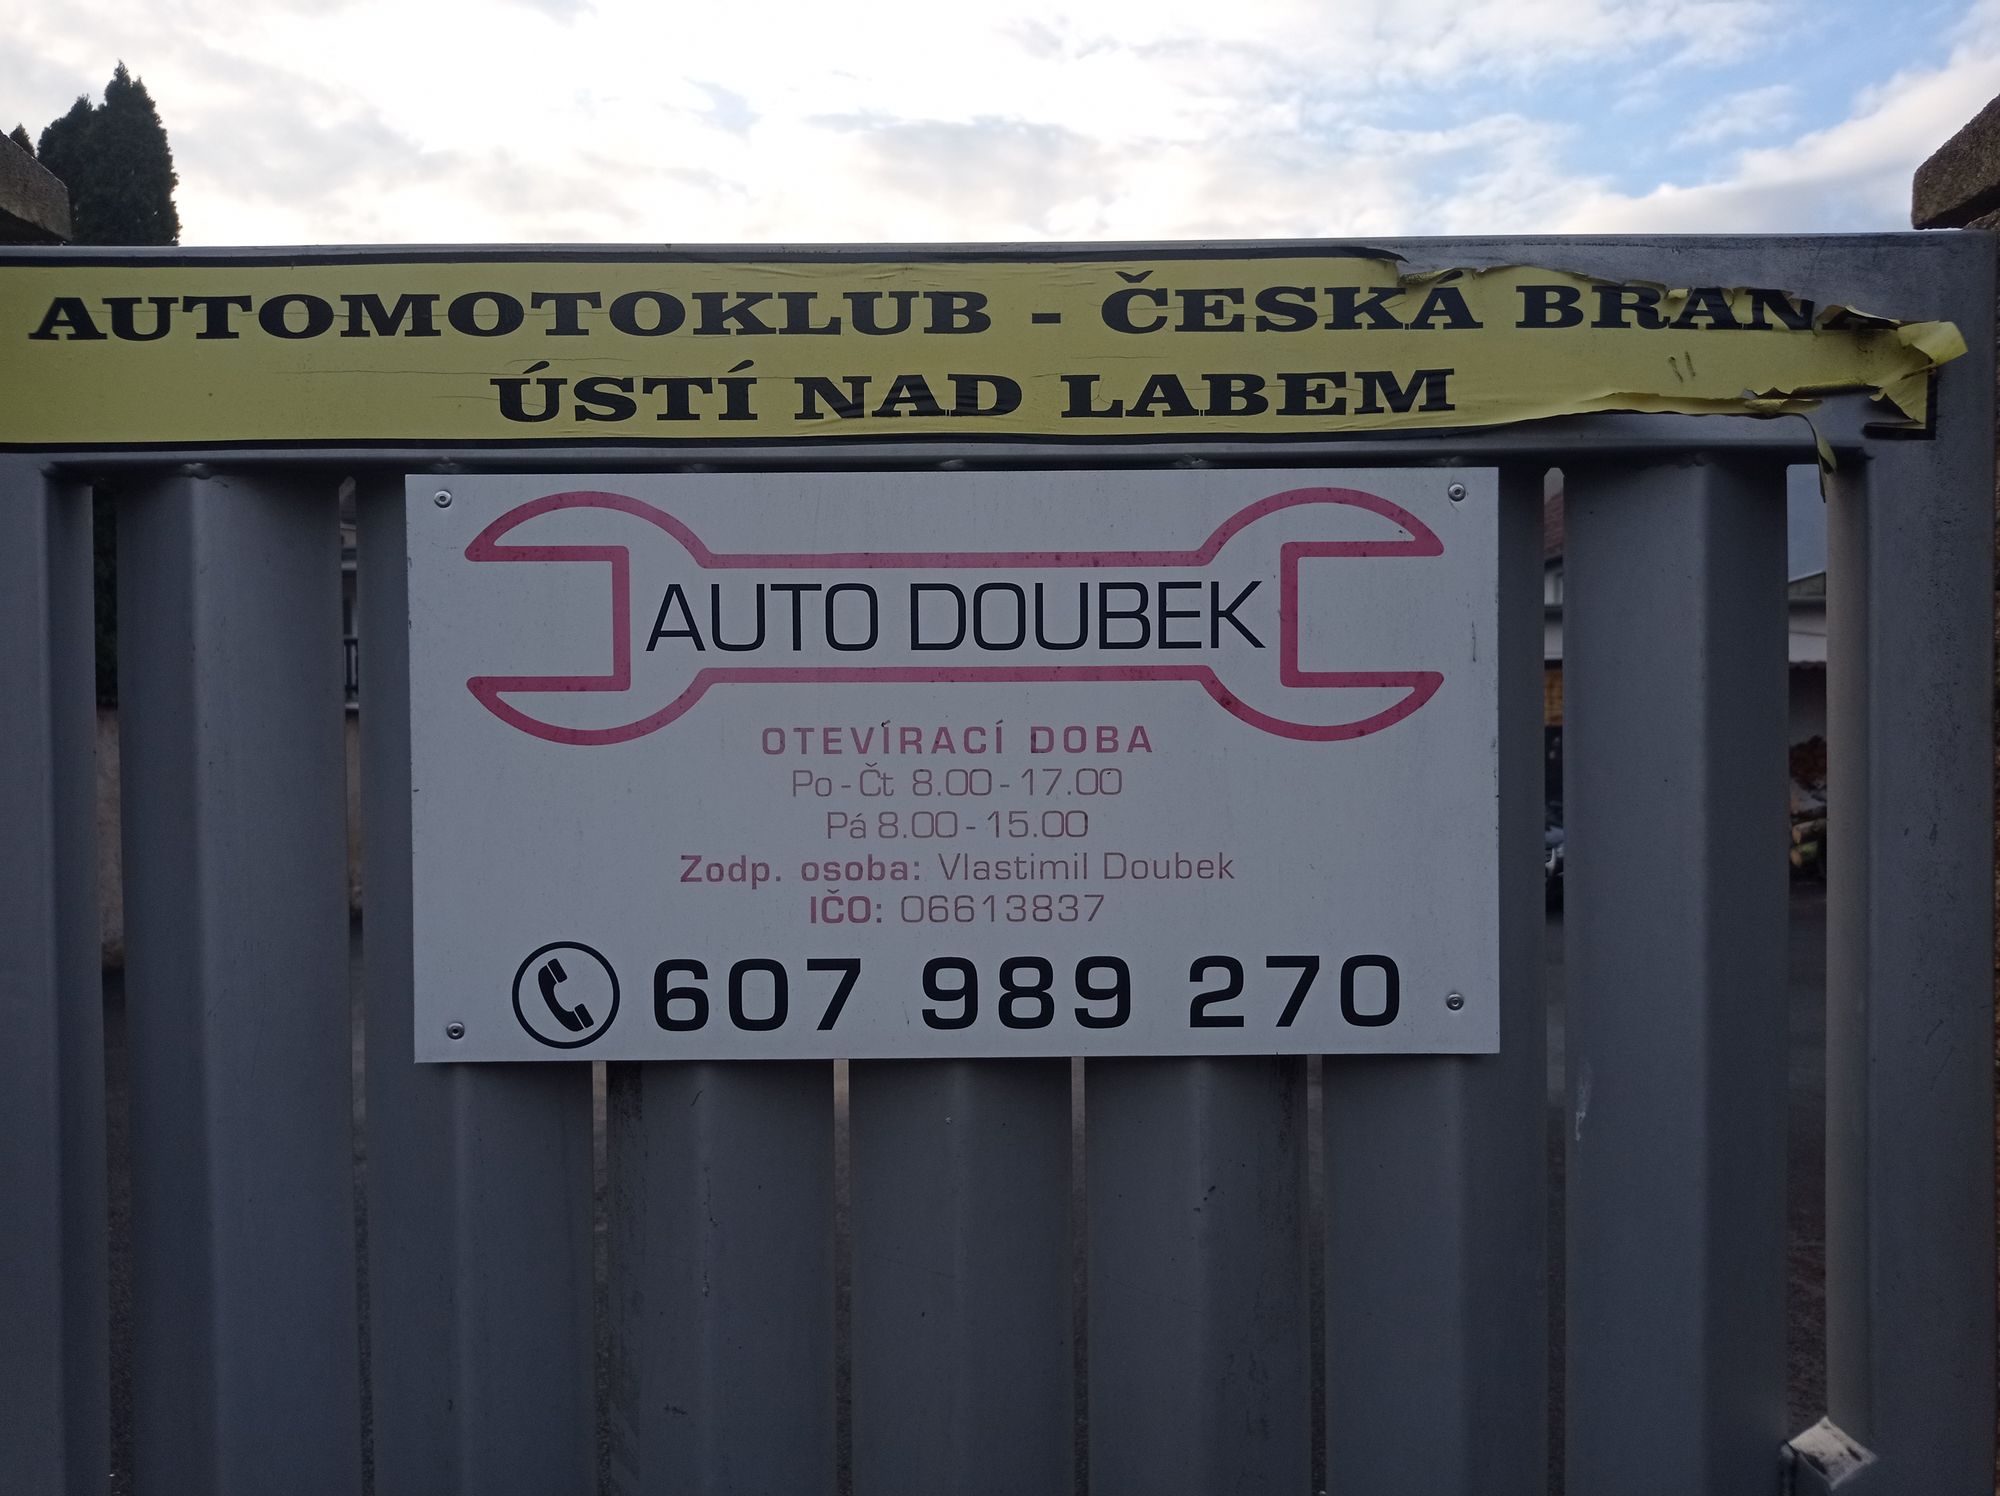 AUTOMOTOKLUB - ČESKÁ BRÁNA
ÚSTÍ NAD LABEM
AUTO DOUBEK
OTEVÍRACÍ DOBA
Po - Čt 8.00 - 17.00
Pá 8.00 - 15.00
Zodp. osoba: Vlastimil Doubek
IČO: 06613837
607 989 270